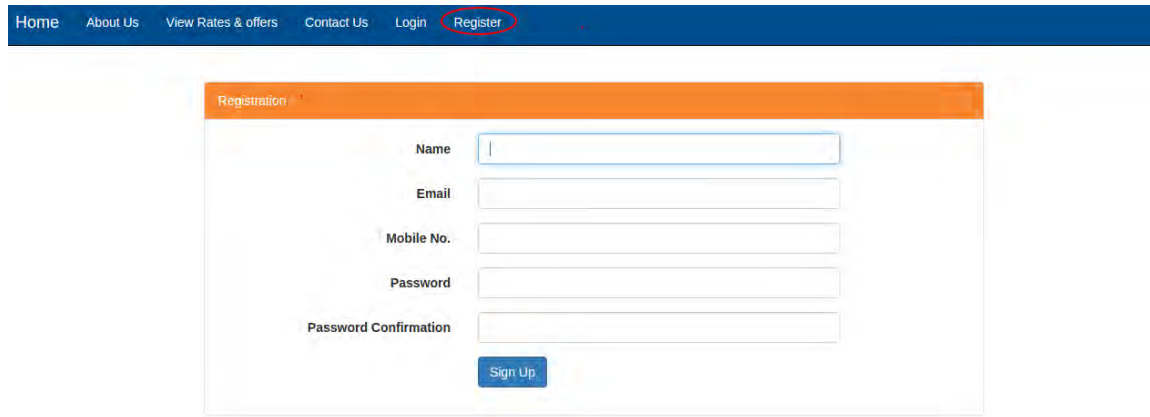 Home About Us View Rates & offers Contact Us Login Register
Registration
Name
Email
Mobile No.
Password
Password Confirmation
Sign Up